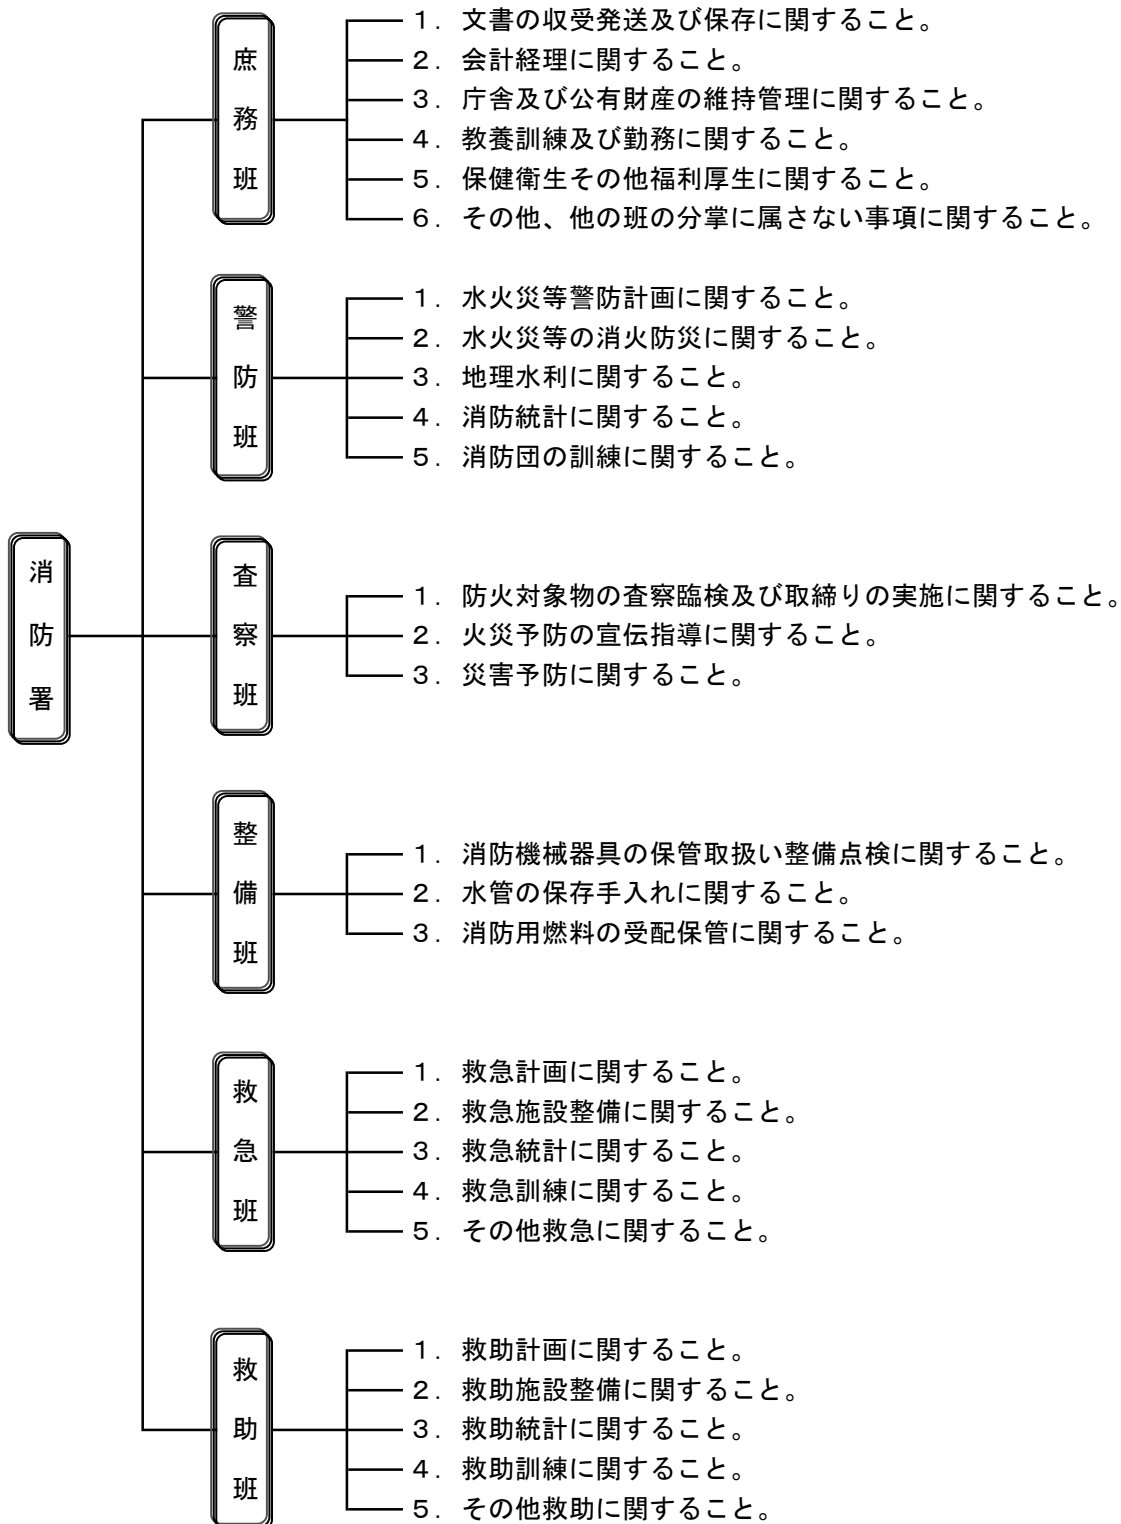 消防署
庶務班
１．文書の収受発送及び保存に関すること。
２．会計経理に関すること。
３．庁舎及び公有財産の維持管理に関すること。
４．教養訓練及び勤務に関すること。
５．保健衛生その他福利厚生に関すること。
６．その他、他の班の分掌に属さない事項に関すること。
警防班
１．水火災等警防計画に関すること。
２．水火災等の消火防災に関すること。
３．地理水利に関すること。
４．消防統計に関すること。
５．消防団の訓練に関すること。
査察班
１．防火対象物の査察臨検及び取締りの実施に関すること。
２．火災予防の宣伝指導に関すること。
３．災害予防に関すること。
整備班
１．消防機械器具の保管取扱い整備点検に関すること。
２．水管の保存手入れに関すること。
３．消防用燃料の受配保管に関すること。
救急班
１．救急計画に関すること。
２．救急施設整備に関すること。
３．救急統計に関すること。
４．救急訓練に関すること。
５．その他救急に関すること。
救助班
１．救助計画に関すること。
２．救助施設整備に関すること。
３．救助統計に関すること。
４．救助訓練に関すること。
５．その他救助に関すること。